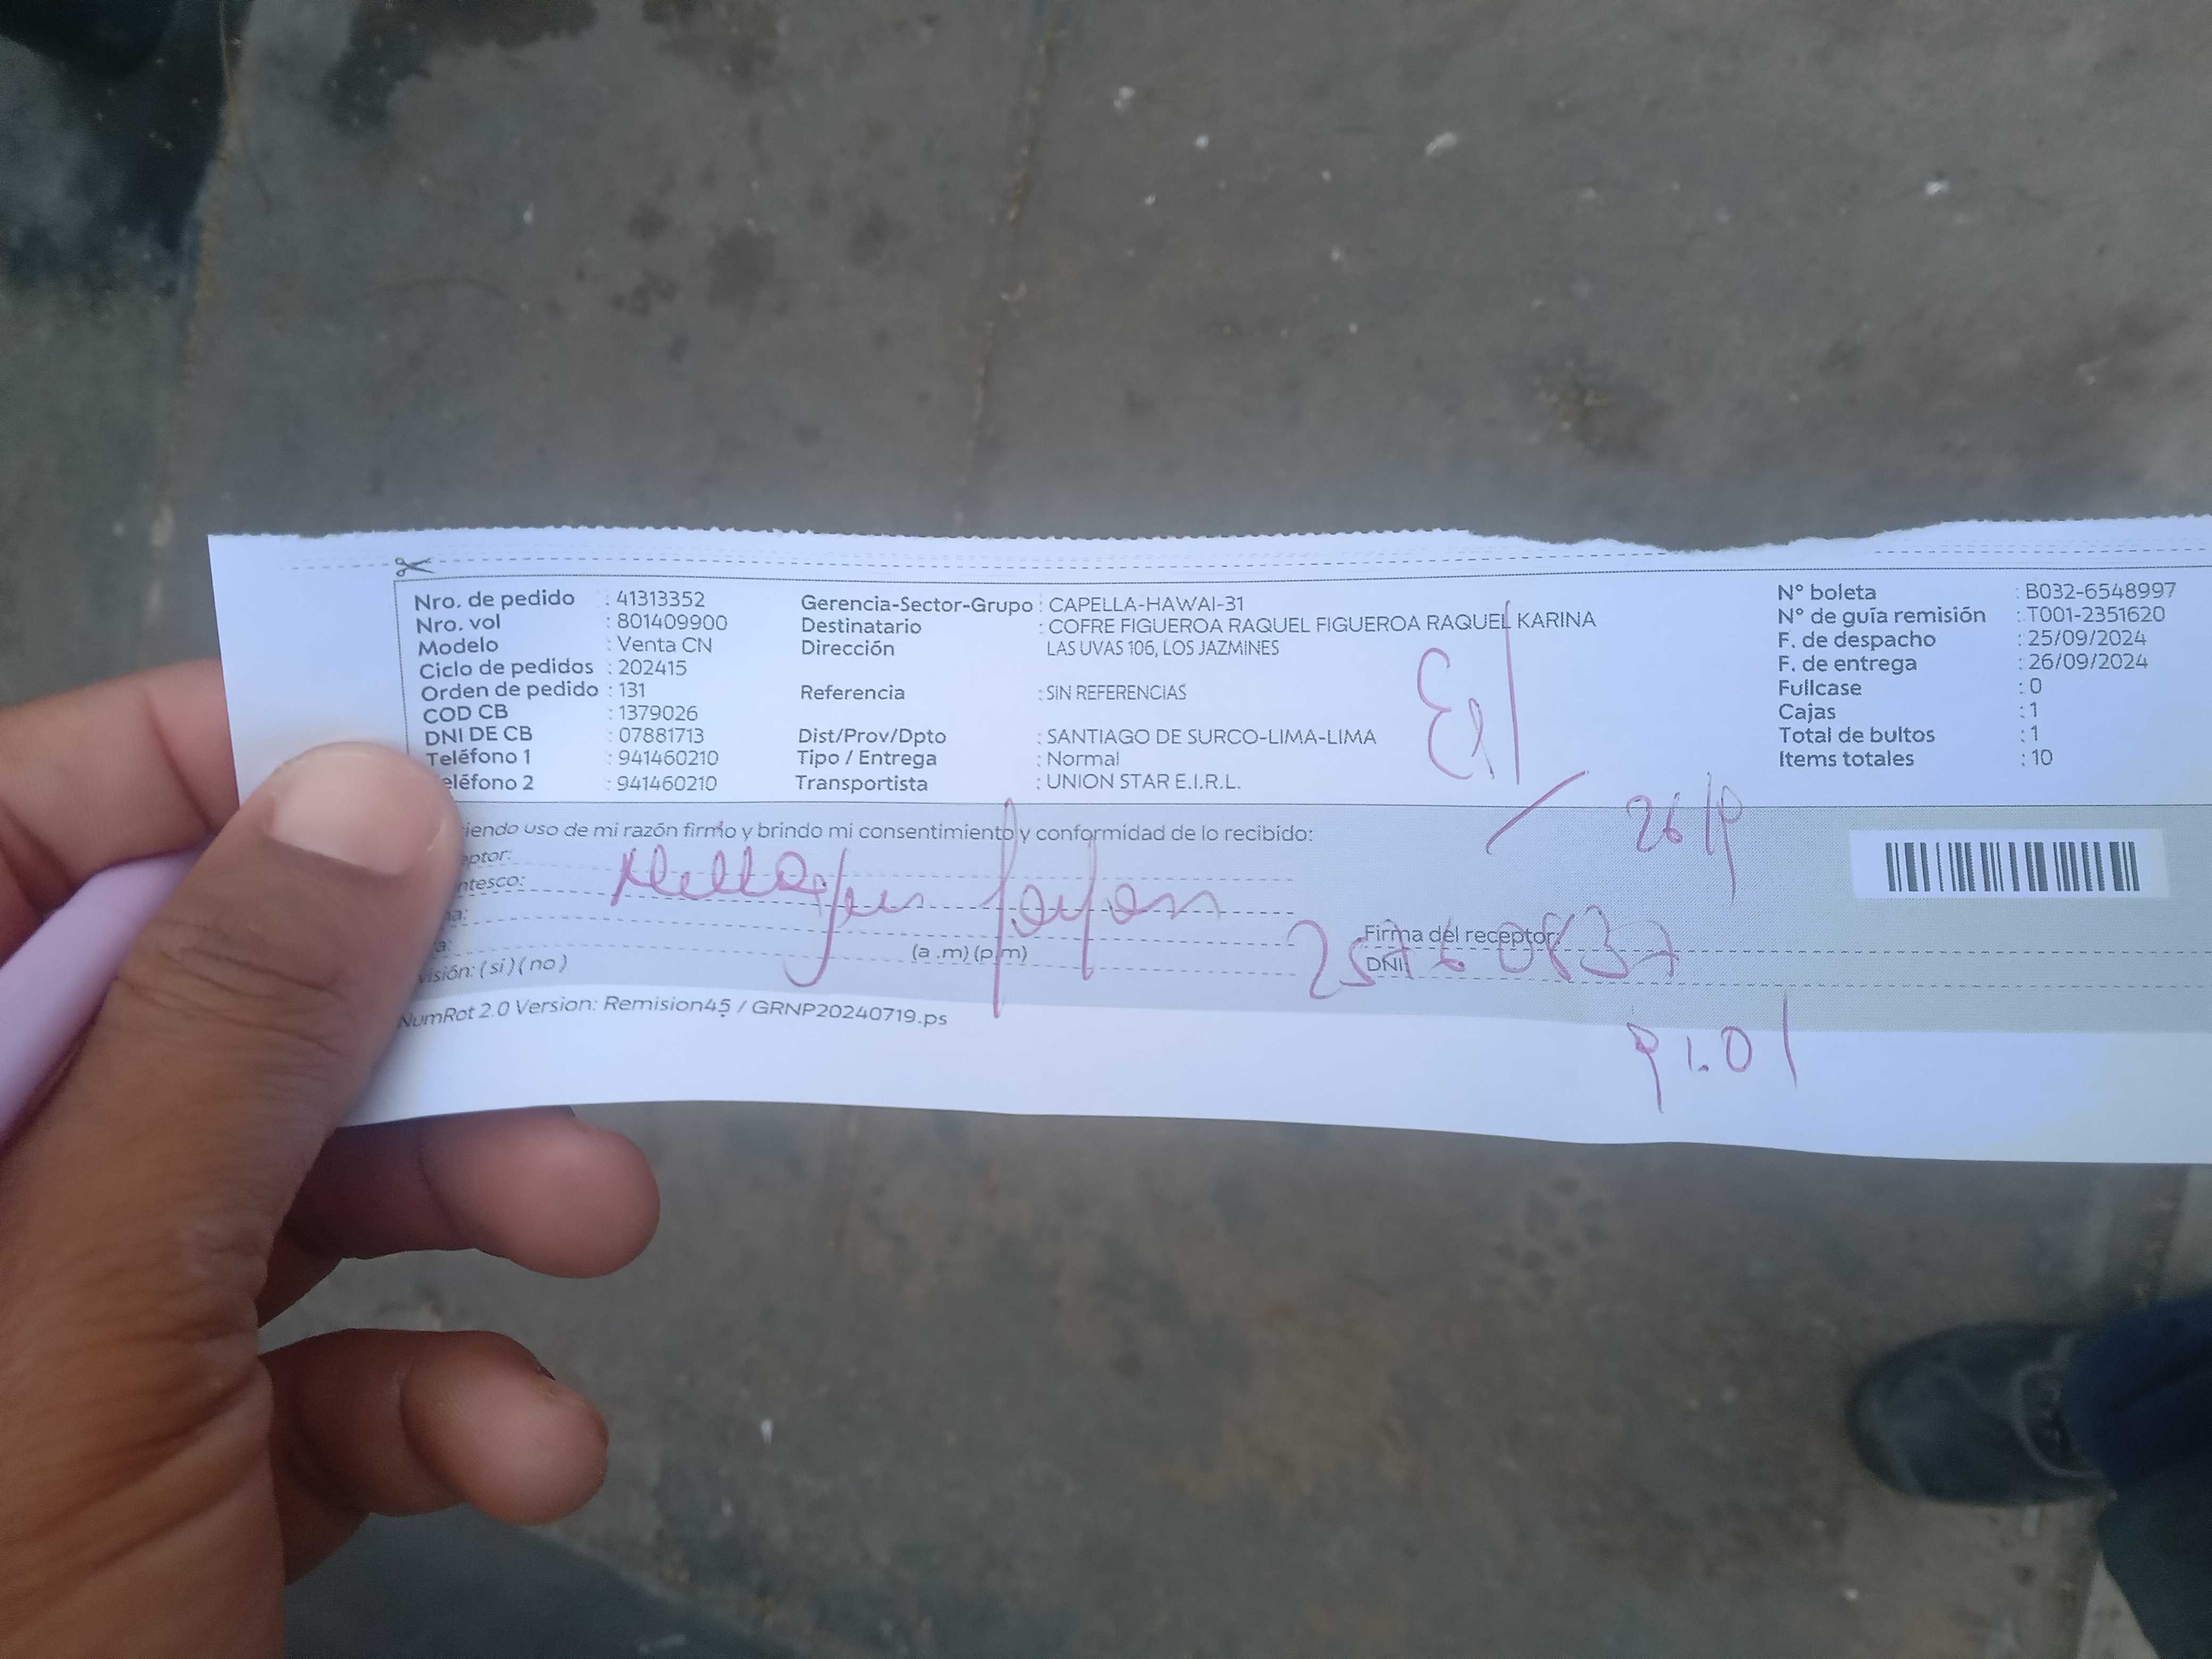 Nro. de pedido : 41313352
Nro. vol : 801409900
Modelo : Venta CN
Ciclo de pedidos : 202415
Orden de pedido : 131
COD CB : 1379026
DNI DE CB : 07881713
Teléfono 1 : 941460210
eléfono 2 : 941460210
Gerencia-Sector-Grupo : CAPELLA-HAWAI-31
Destinatario : COFRE FIGUEROA RAQUEL FIGUEROA RAQUEL KARINA
Dirección LAS UVAS 106, LOS JAZMINES
Referencia : SIN REFERENCIAS
Dist/Prov/Dpto : SANTIAGO DE SURCO-LIMA-LIMA
Tipo / Entrega : Normal
Transportista : UNION STAR E.I.R.L.
N° boleta : B032-6548997
N° de guía remisión : T001-2351620
F. de despacho : 25/09/2024
F. de entrega : 26/09/2024
Fullcase : 0
Cajas : 1
Total de bultos : 1
Items totales : 10
iendo uso de mi razón firmo y brindo mi consentimiento y conformidad de lo recibido:
eptor:
ntesco:
a:
a: (a .m) (p.m)
visión: (si) (no)
Firma del receptor:
DNI:
NumRot 2.0 Version: Remision45 / GRNP20240719.ps